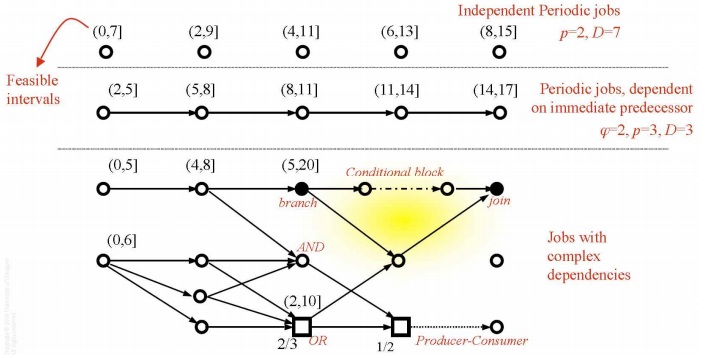 Independent Periodic jobs
(0,7] (2,9] (4,11] (6,13] (8,15]
p=2, D=7
Feasible
intervals
(2,5] (5,8] (8,11] (11,14] (14,17]
Periodic jobs, dependent
on immediate predecessor
φ=2, p=3, D=3
(0,5] (4,8] (5,20]
Conditional block
branch
join
(0,6]
AND
Jobs with
complex
dependencies
(2,10]
2/3
OR
1/2
Producer-Consumer